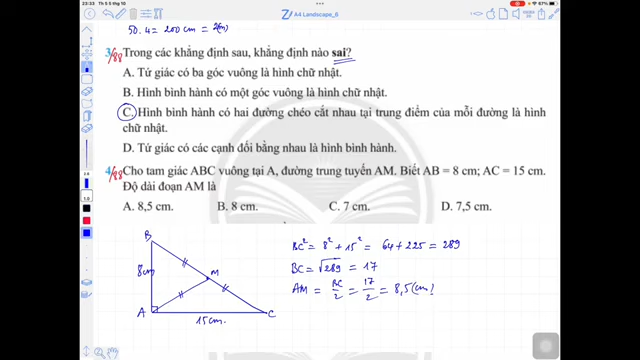 23:33 Th 5 5 thg 10
A4 Landscape_6
67%
50.4 = 200 cm = 2(m)
3/88 Trong các khẳng định sau, khẳng định nào sai?
A. Tứ giác có ba góc vuông là hình chữ nhật.
B. Hình bình hành có một góc vuông là hình chữ nhật.
C. Hình bình hành có hai đường chéo cắt nhau tại trung điểm của mỗi đường là hình
chữ nhật.
D. Tứ giác có các cạnh đối bằng nhau là hình bình hành.
4/88 Cho tam giác ABC vuông tại A, đường trung tuyến AM. Biết AB = 8 cm; AC = 15 cm.
Độ dài đoạn AM là
A. 8,5 cm. B. 8 cm. C. 7 cm. D. 7,5 cm.
B
8cm
M
A
15cm.
C
BC² = 8² + 15² = 64 + 225 = 289
BC = √289 = 17
AM = BC/2 = 17/2 = 8,5 (cm)